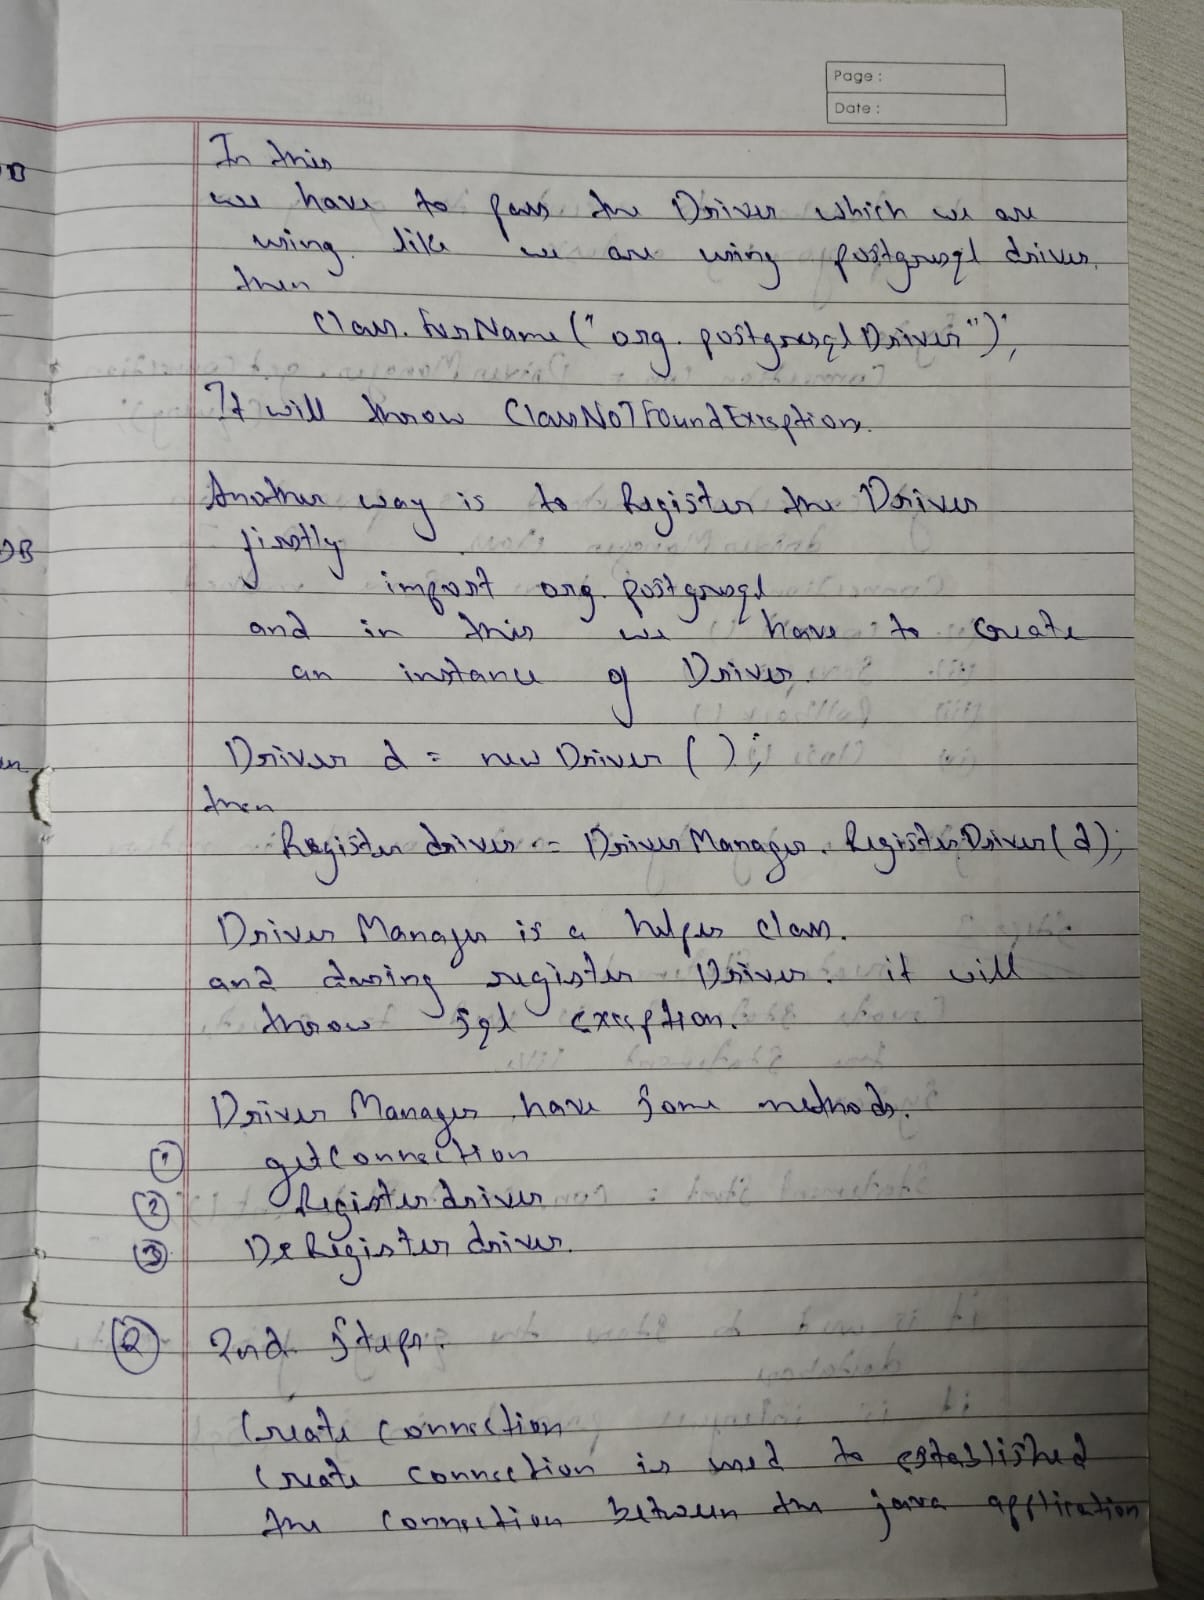 Page :
Date :
In this
we have to pass the Driver which we are
using. like we are using postgresql driver.
then
Class.forName("org.postgresqlDriver");
It will throw ClassNoTFoundException.
Another way is to Register the Driver
firstly
import org.postgresql
and in this we have to create
an instance of Driver.
Driver d = new Driver ( );
then
Register driver = DriverManager.RegisterDriver(d);
Driver Manager is a helper class.
and during register Driver. it will
throw sql exception.
Driver Manager have some methods.
① getConnection
② Register driver
③ De Register driver.
② 2nd Steps.
Create connection
Create connection is used to established
the connection between the java application